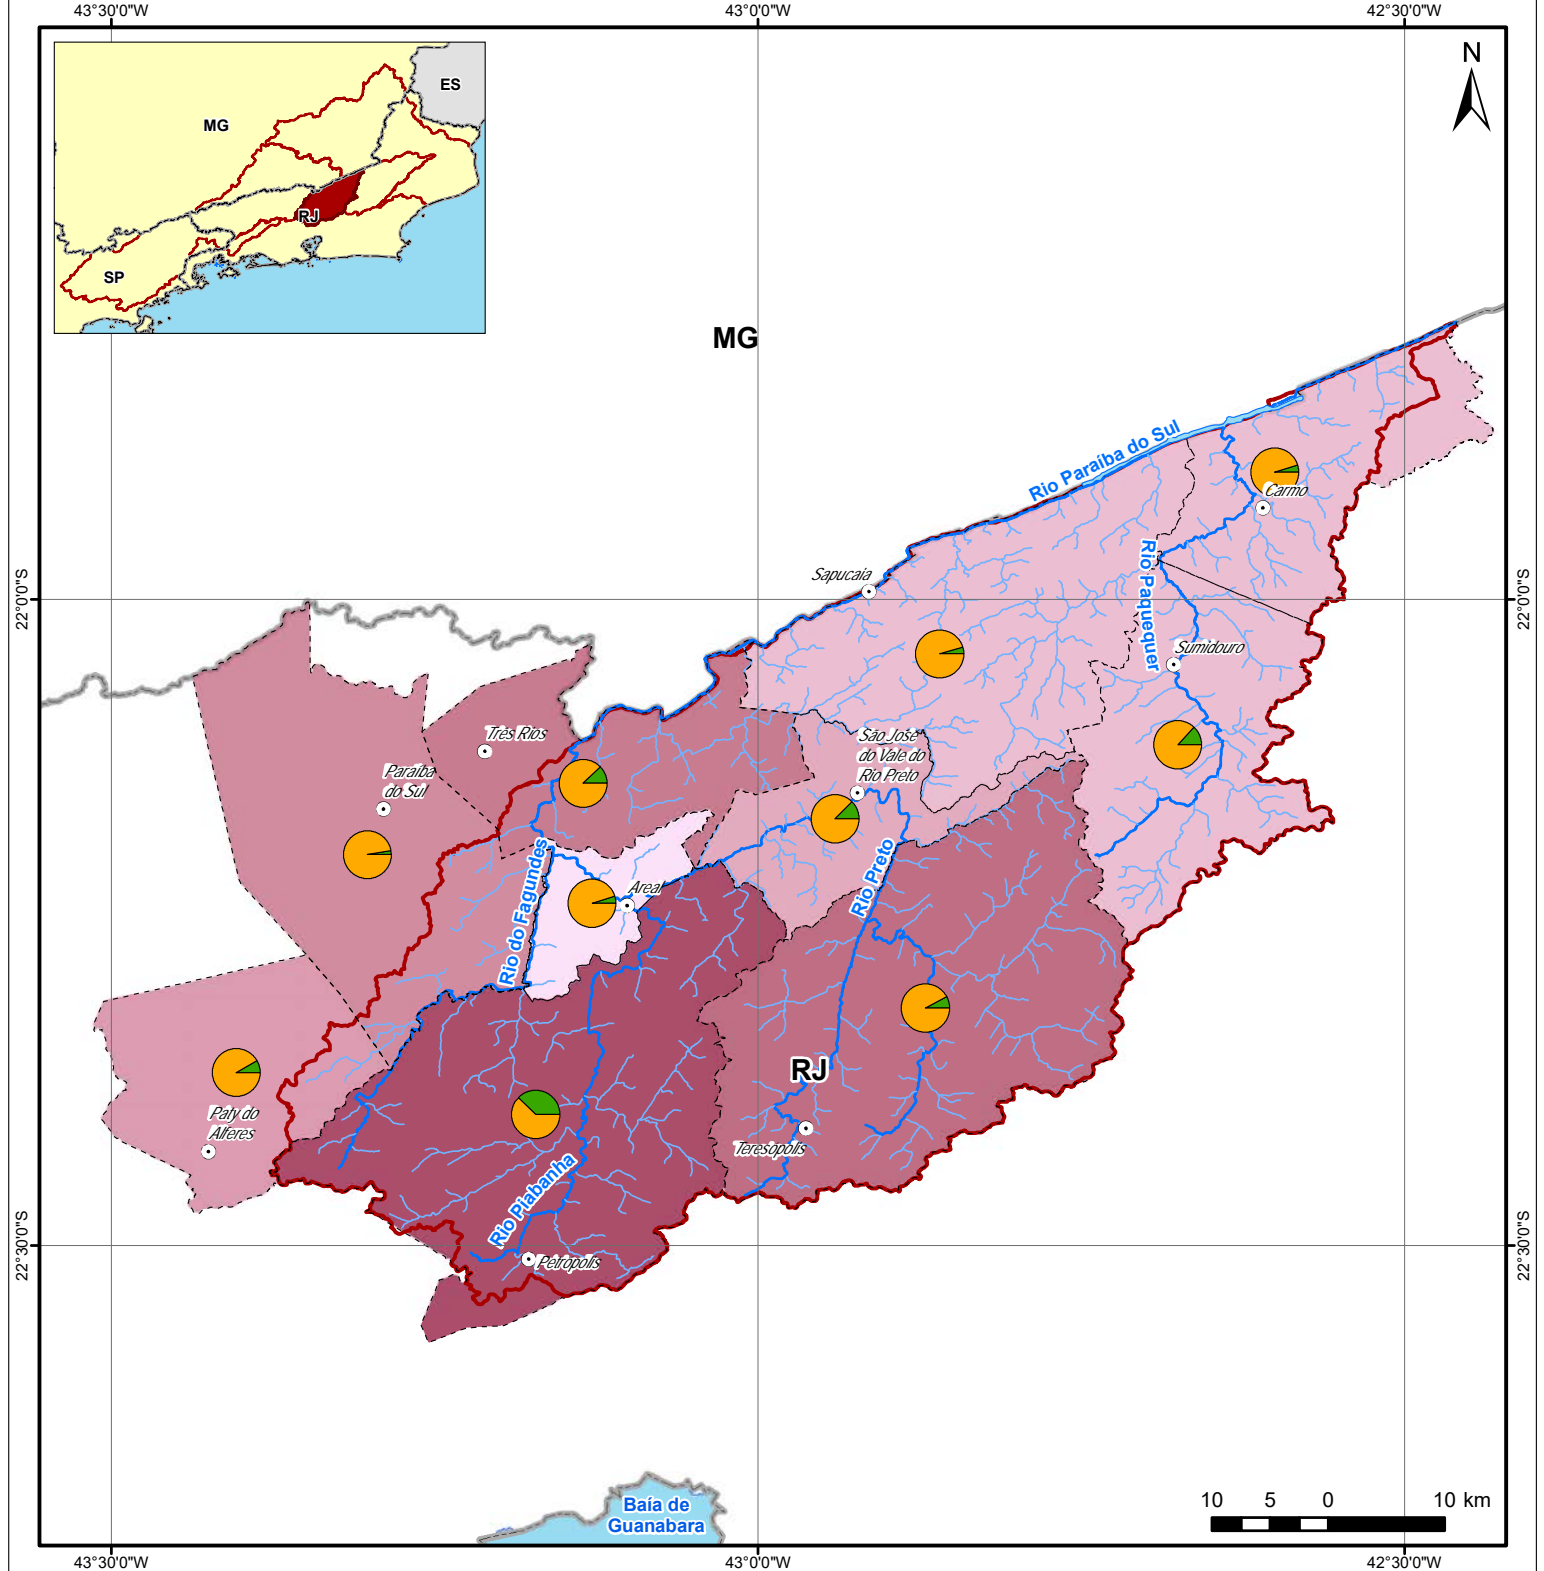 43°30'0"W
43°0'0"W
42°30'0"W
N
ES
MG
RJ
SP
MG
Rio Paraíba do Sul
Carmo
Sapucaia
Rio Paquequer
22°0'0"S
22°0'0"S
Sumidouro
Três Rios
São José
do Vale do
Rio Preto
Paraíba
do Sul
Rio do Fagundes
Areal
Rio Preto
RJ
Paty do
Alferes
Teresópolis
Rio Piabanha
Petrópolis
22°30'0"S
22°30'0"S
Baía de
Guanabara
10 5 0 10 km
43°30'0"W
43°0'0"W
42°30'0"W